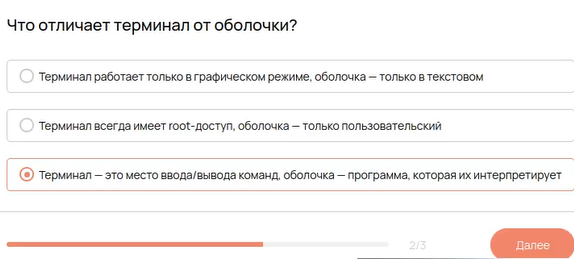 Что отличает терминал от оболочки?
Терминал работает только в графическом режиме, оболочка — только в текстовом
Терминал всегда имеет root-доступ, оболочка — только пользовательский
Терминал — это место ввода/вывода команд, оболочка — программа, которая их интерпретирует
2/3
Далее